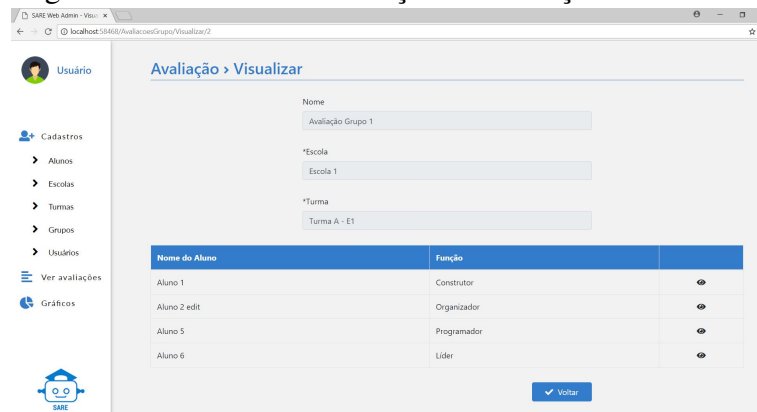 SARE Web Admin - Visu
localhost:58468/AvaliacoesGrupo/Visualizar/2
Usuário
Cadastros
Alunos
Escolas
Turmas
Grupos
Usuários
Ver avaliações
Gráficos
SARE
Avaliação › Visualizar
Nome
Avaliação Grupo 1
*Escola
Escola 1
*Turma
Turma A - E1
Nome do Aluno Função
Aluno 1 Construtor
Aluno 2 edit Organizador
Aluno 5 Programador
Aluno 6 Líder
Voltar